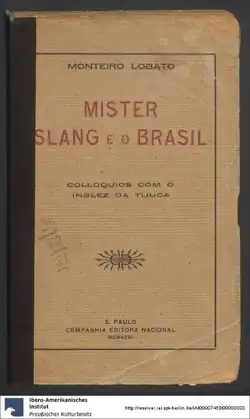 MONTEIRO LOBATO
MISTER
SLANG E O BRASIL
COLLOQUIOS COM O
INGLEZ DA TIJUCA
S. PAULO
COMPANHIA EDITORA NACIONAL
Ibero-Amerikanisches
Institut
Preußischer Kulturbesitz